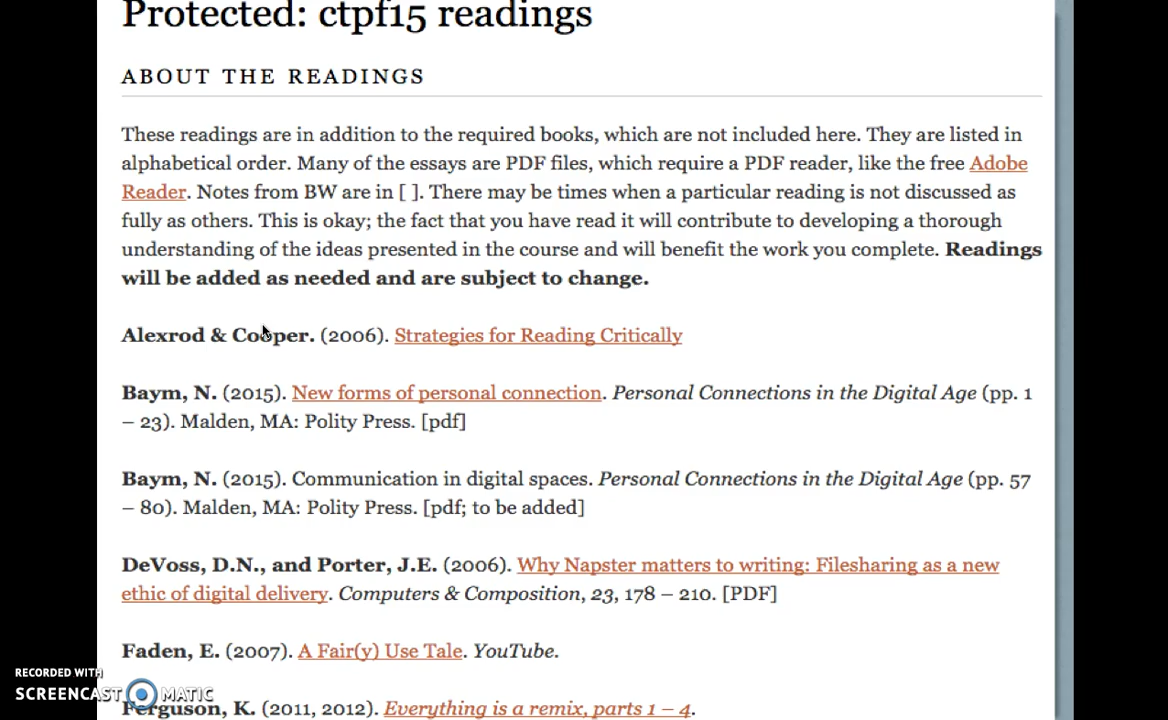 Protected: ctpf15 readings
ABOUT THE READINGS
These readings are in addition to the required books, which are not included here. They are listed in
alphabetical order. Many of the essays are PDF files, which require a PDF reader, like the free Adobe
Reader. Notes from BW are in [ ]. There may be times when a particular reading is not discussed as
fully as others. This is okay; the fact that you have read it will contribute to developing a thorough
understanding of the ideas presented in the course and will benefit the work you complete. Readings
will be added as needed and are subject to change.
Alexrod & Cooper. (2006). Strategies for Reading Critically
Baym, N. (2015). New forms of personal connection. Personal Connections in the Digital Age (pp. 1
– 23). Malden, MA: Polity Press. [pdf]
Baym, N. (2015). Communication in digital spaces. Personal Connections in the Digital Age (pp. 57
– 80). Malden, MA: Polity Press. [pdf; to be added]
DeVoss, D.N., and Porter, J.E. (2006). Why Napster matters to writing: Filesharing as a new
ethic of digital delivery. Computers & Composition, 23, 178 – 210. [PDF]
Faden, E. (2007). A Fair(y) Use Tale. YouTube.
Ferguson, K. (2011, 2012). Everything is a remix, parts 1 – 4.
RECORDED WITH
SCREENCAST MATIC